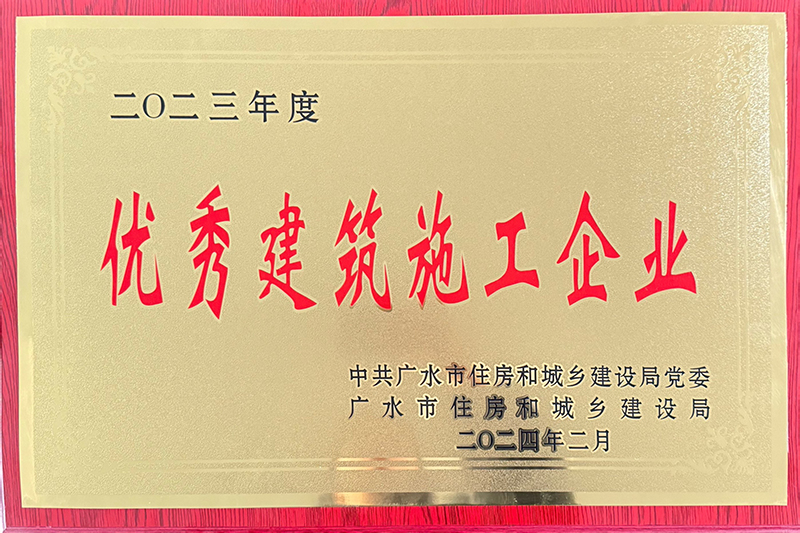 二〇二三年度
优秀建筑施工企业
中共广水市住房和城乡建设局党委
广水市住房和城乡建设局
二〇二四年二月